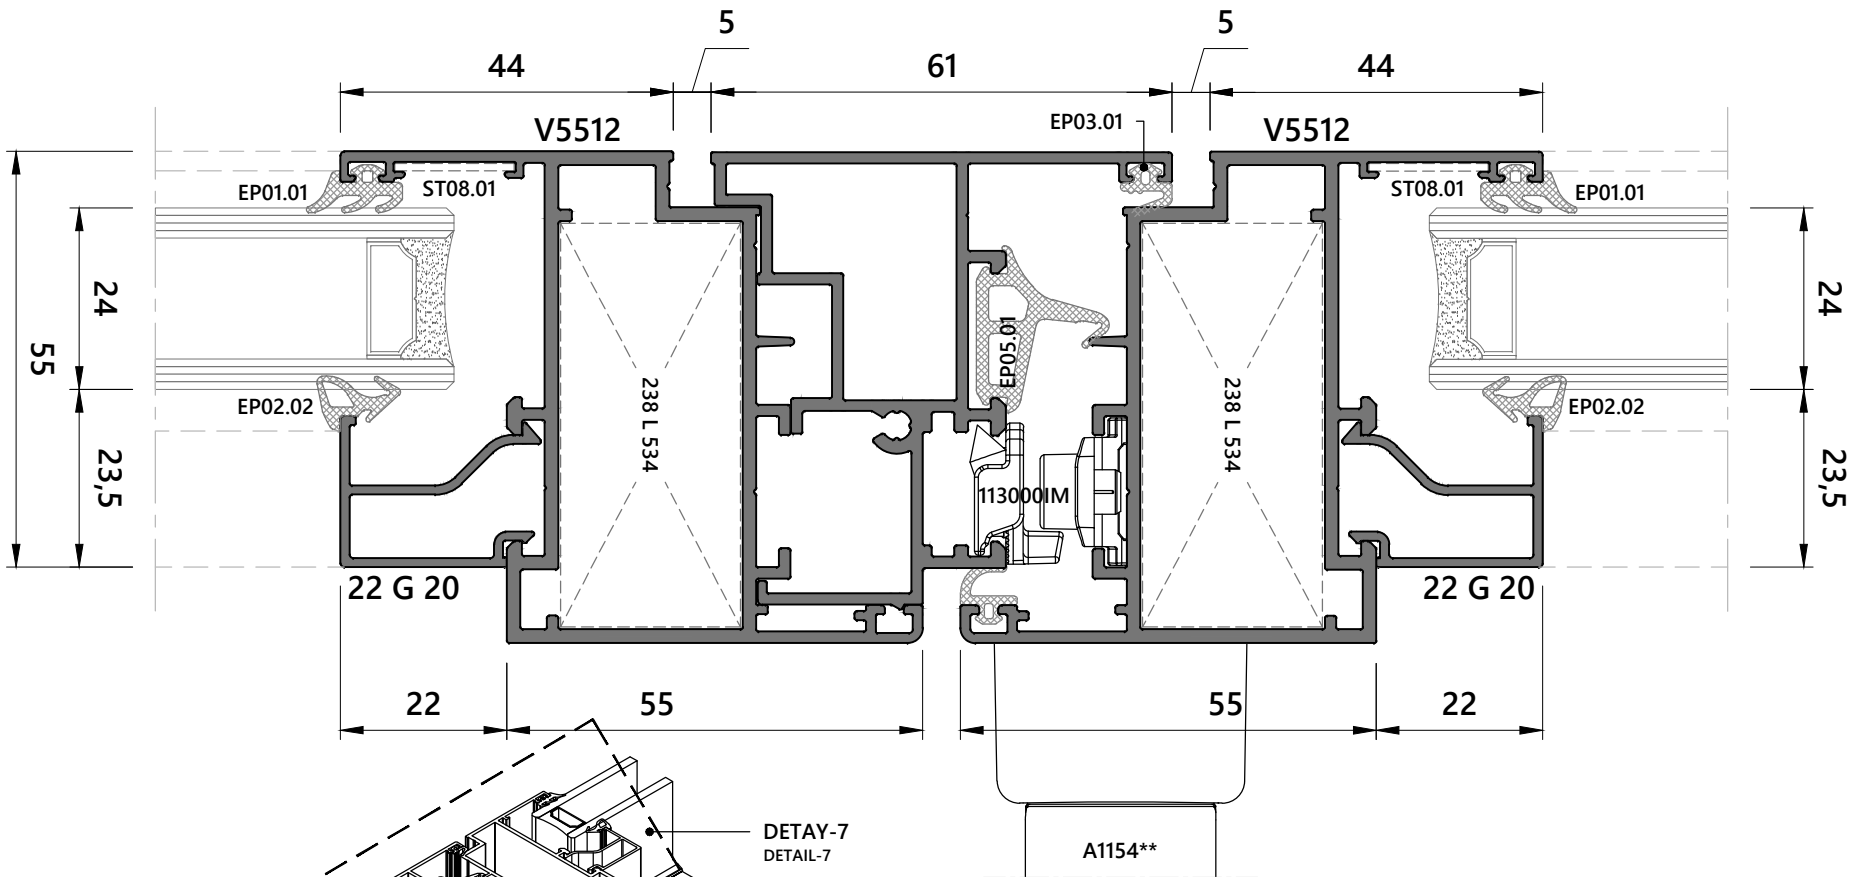 5
5
44
61
44
V5512
EP03.01
V5512
EP01.01
ST08.01
ST08.01
EP01.01
24
55
EP05.01
24
238 L 534
238 L 534
EP02.02
EP02.02
23,5
113000IM
23,5
22 G 20
22 G 20
22
55
55
22
DETAY-7
DETAIL-7
A1154**